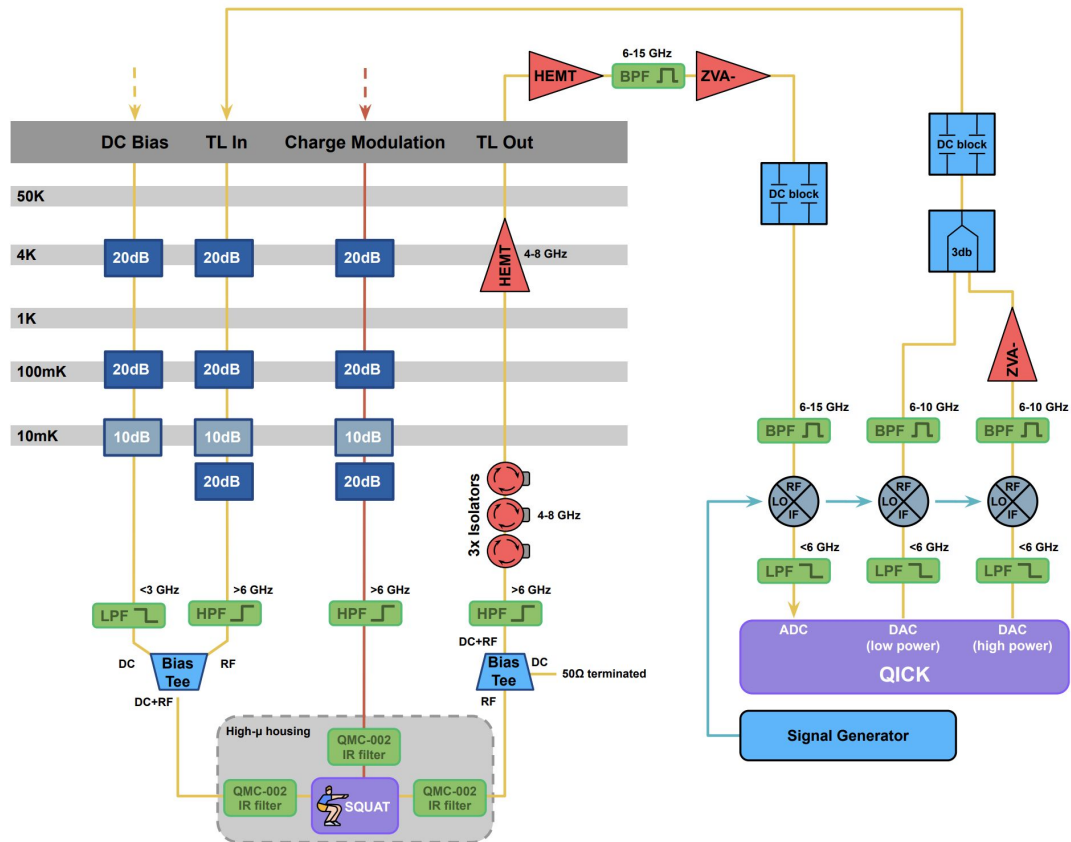 6-15 GHz
HEMT
BPF
ZVA-
DC Bias
TL In
Charge Modulation
TL Out
DC block
DC block
50K
4K
20dB
20dB
20dB
HEMT
4-8 GHz
3db
1K
100mK
20dB
20dB
20dB
ZVA-
10mK
10dB
10dB
10dB
20dB
20dB
3x Isolators
4-8 GHz
6-15 GHz
6-10 GHz
6-10 GHz
BPF
BPF
BPF
RF
LO
IF
RF
LO
IF
RF
LO
IF
<6 GHz
<6 GHz
<6 GHz
LPF
LPF
LPF
<3 GHz
>6 GHz
>6 GHz
>6 GHz
LPF
HPF
HPF
HPF
ADC
DAC
(low power)
DAC
(high power)
QICK
DC
Bias
Tee
RF
DC+RF
DC+RF
Bias
Tee
DC
50Ω terminated
RF
High-μ housing
QMC-002
IR filter
QMC-002
IR filter
SQUAT
QMC-002
IR filter
Signal Generator